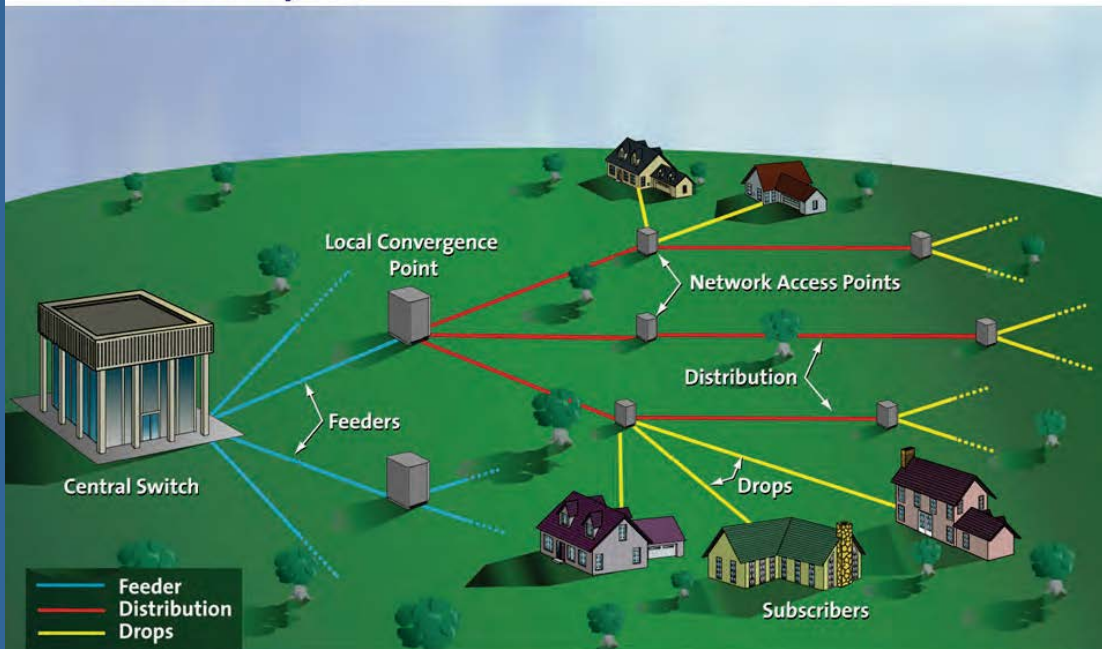 Local Convergence
Point
Network Access Points
Distribution
Feeders
Central Switch
Drops
Subscribers
Feeder
Distribution
Drops